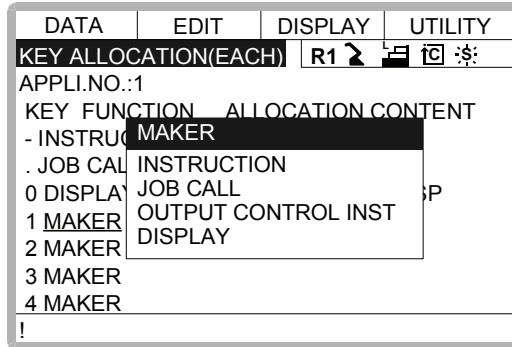 DATA EDIT DISPLAY UTILITY
KEY ALLOCATION(EACH) R1 C S
APPLI.NO.:1
KEY FUNCTION ALLOCATION CONTENT
- INSTRUC
MAKER
. JOB CAL
INSTRUCTION
JOB CALL
0 DISPLAY SP
OUTPUT CONTROL INST
1 MAKER
DISPLAY
2 MAKER
3 MAKER
4 MAKER
!